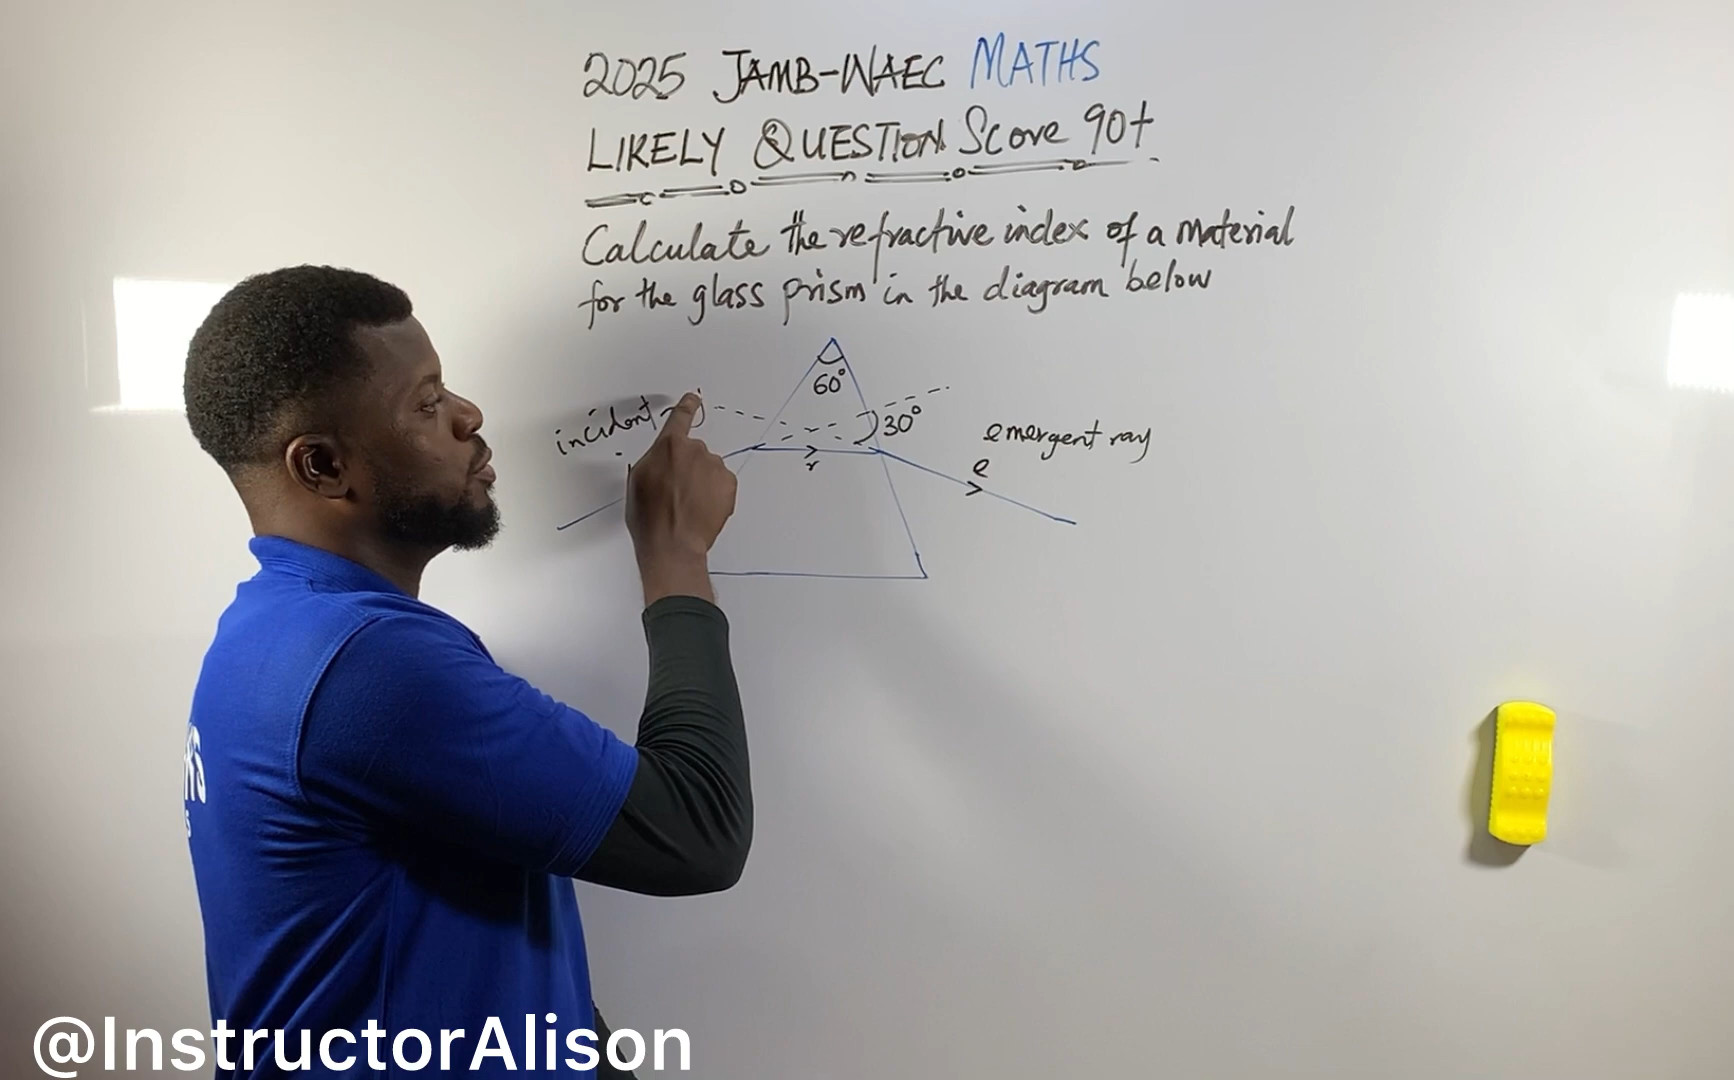 2025 JAMB-WAEC MATHS
LIKELY QUESTION Score 90+
Calculate the refractive index of a material
for the glass prism in the diagram below
60°
30°
incident
emergent ray
e
r
@InstructorAlison